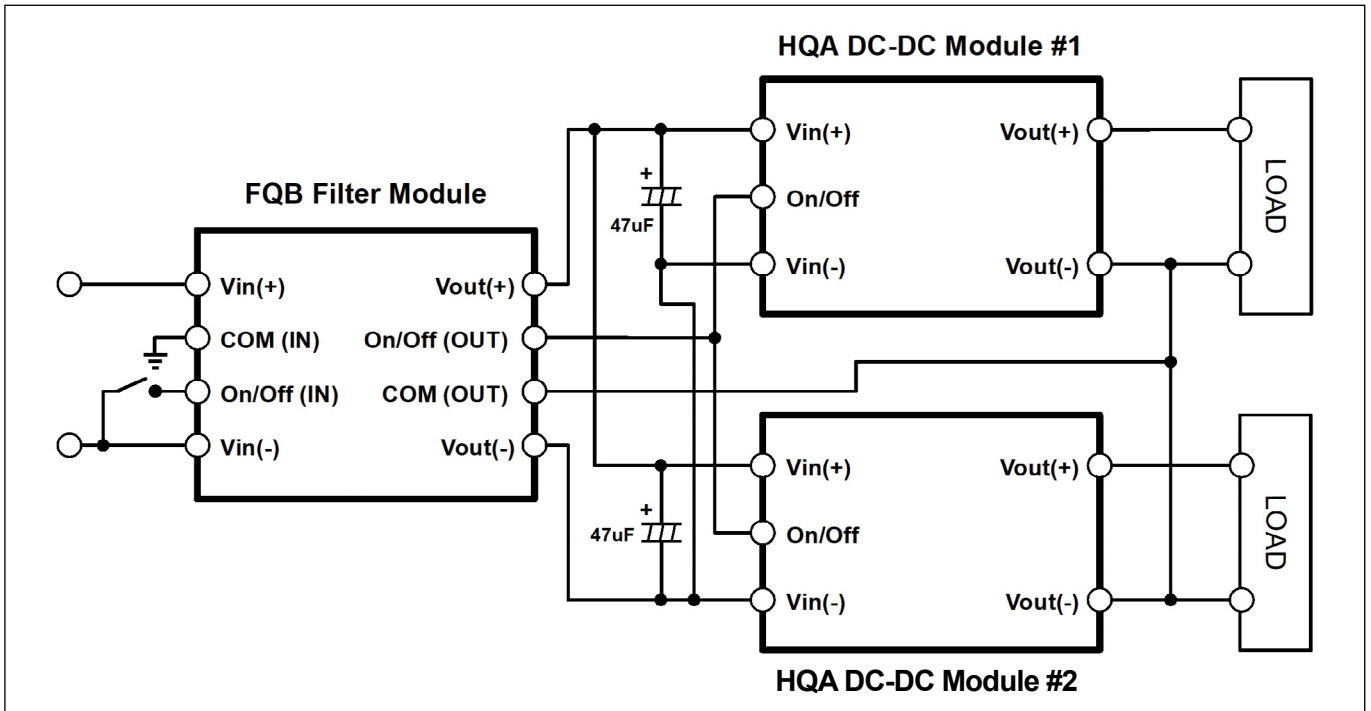 HQA DC-DC Module #1
Vin(+)
Vout(+)
On/Off
Vin(-)
Vout(-)
LOAD
+
47uF
FQB Filter Module
Vin(+)
Vout(+)
COM (IN)
On/Off (OUT)
On/Off (IN)
COM (OUT)
Vin(-)
Vout(-)
+
47uF
Vin(+)
Vout(+)
On/Off
Vin(-)
Vout(-)
LOAD
HQA DC-DC Module #2